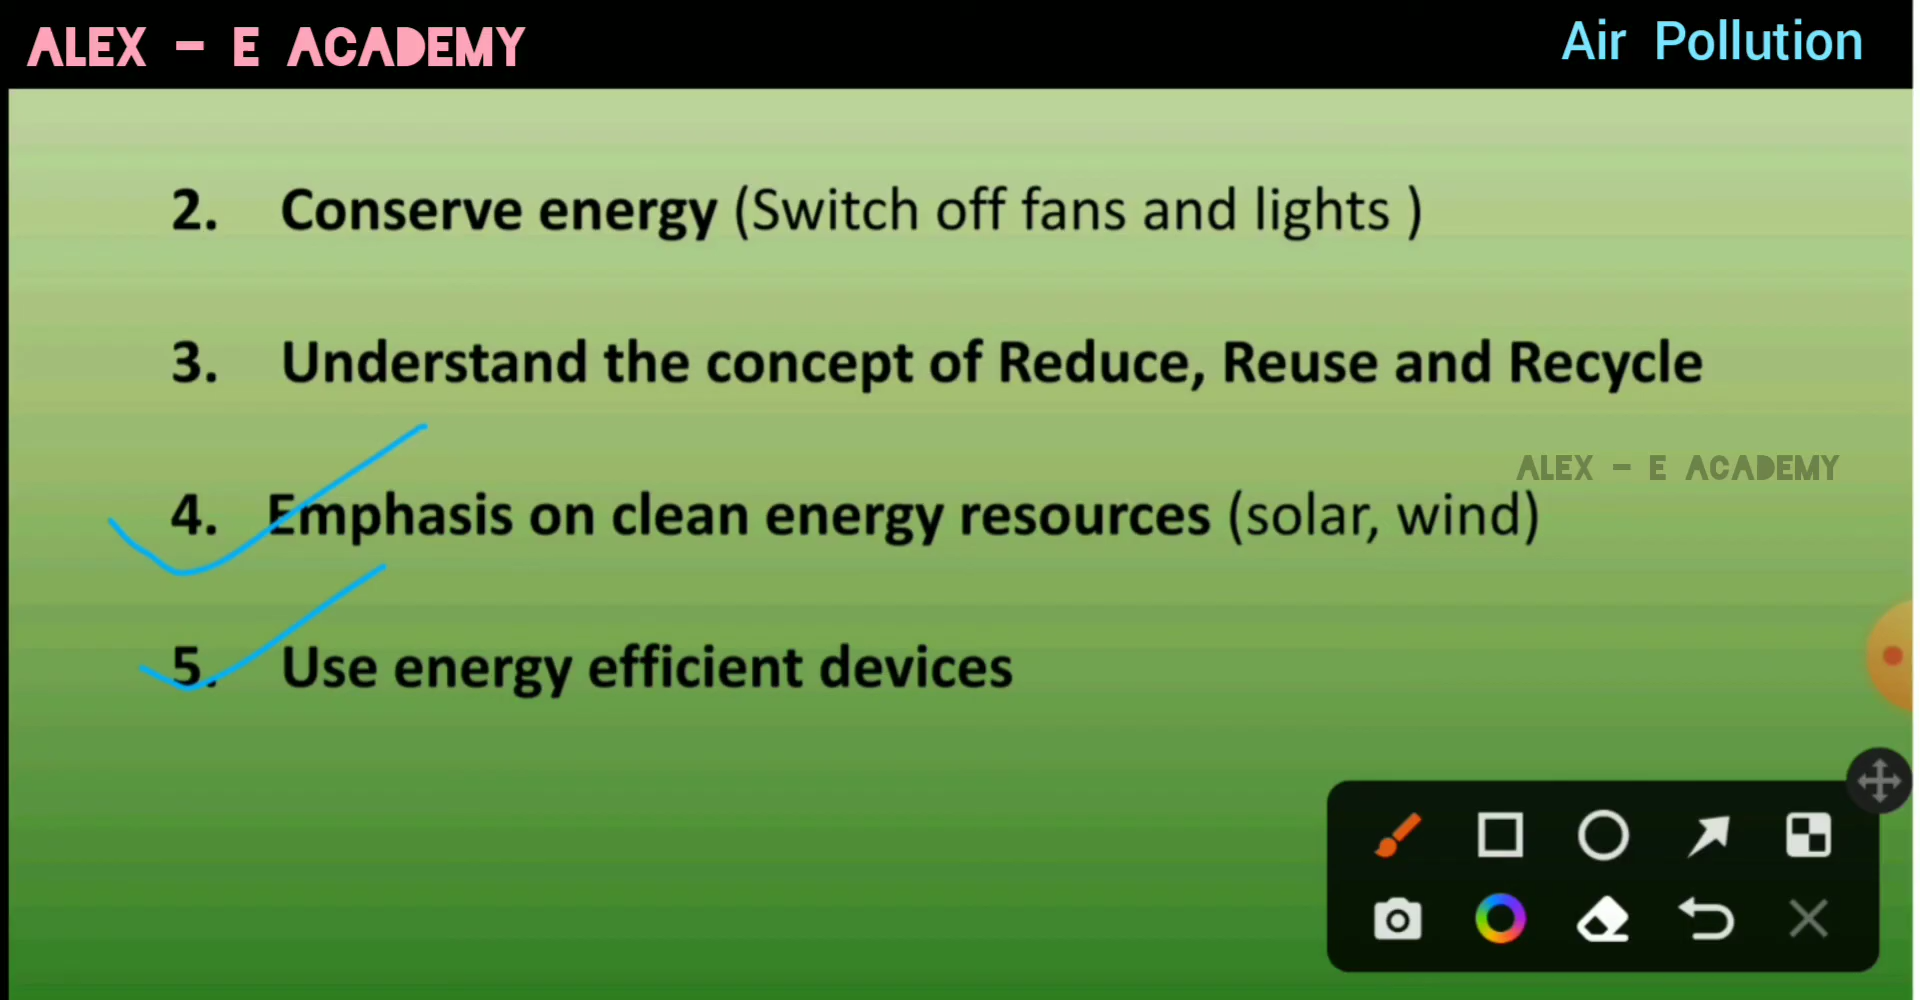 ALEX - E ACADEMY
Air Pollution
2. Conserve energy (Switch off fans and lights )
3. Understand the concept of Reduce, Reuse and Recycle
ALEX - E ACADEMY
4. Emphasis on clean energy resources (solar, wind)
5. Use energy efficient devices